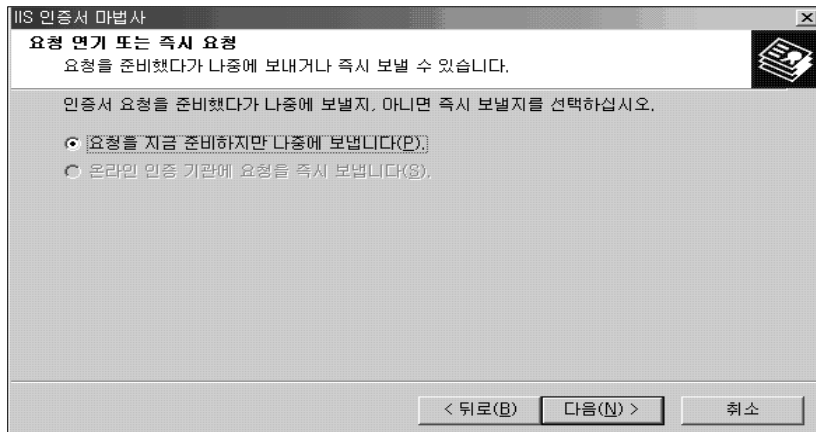 IIS 인증서 마법사
요청 연기 또는 즉시 요청
요청을 준비했다가 나중에 보내거나 즉시 보낼 수 있습니다.
인증서 요청을 준비했다가 나중에 보낼지, 아니면 즉시 보낼지를 선택하십시오.
요청을 지금 준비하지만 나중에 보냅니다(P).
온라인 인증 기관에 요청을 즉시 보냅니다(S).
< 뒤로(B) 다음(N) > 취소